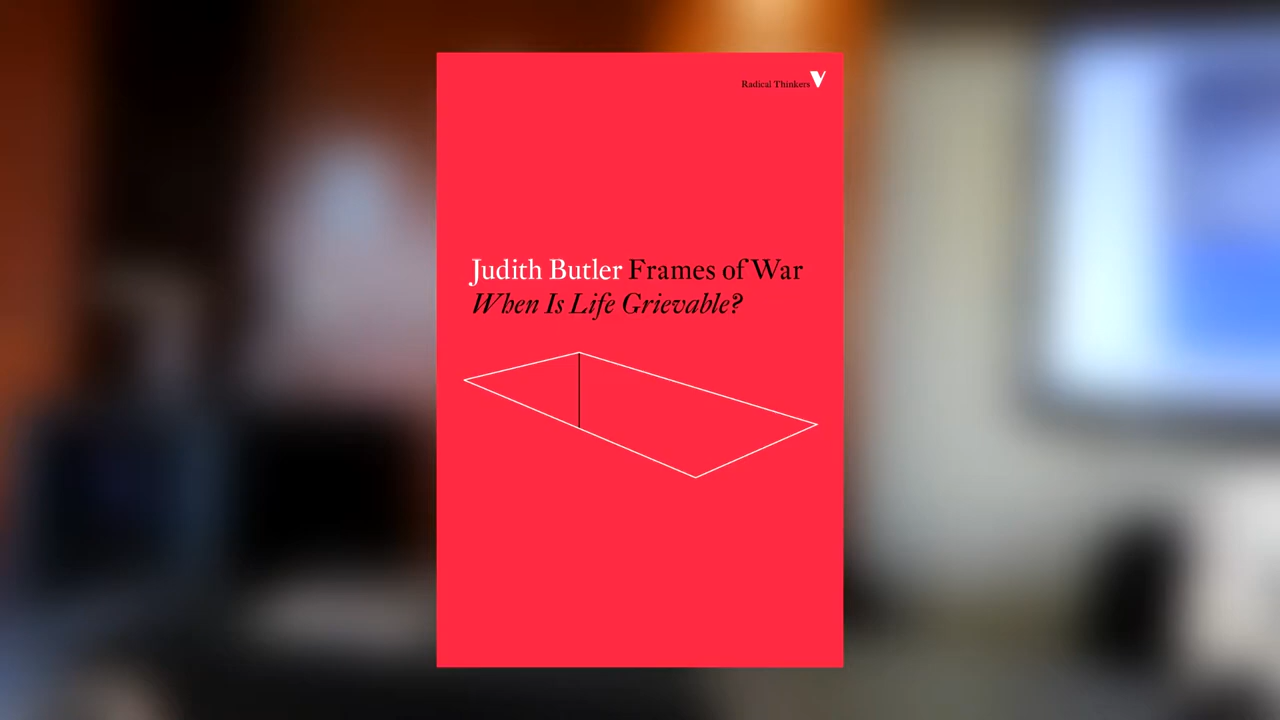 Radical Thinkers
Judith Butler Frames of War
When Is Life Grievable?